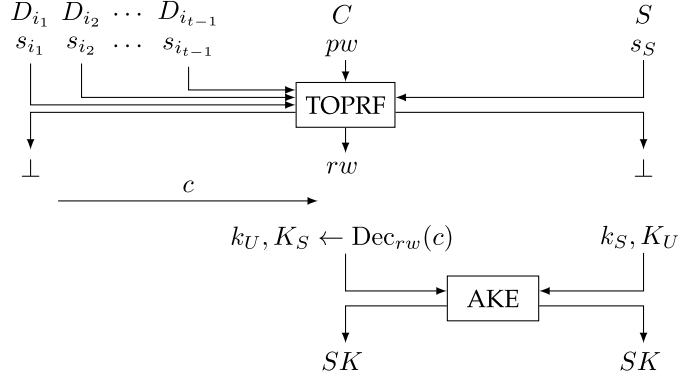 D_{i_1} D_{i_2} ⋯ D_{i_{t−1}} C S
s_{i_1} s_{i_2} ⋯ s_{i_{t−1}} pw s_S
TOPRF
⊥ rw ⊥
c
k_U, K_S ← Dec_{rw}(c) k_S, K_U
AKE
SK SK